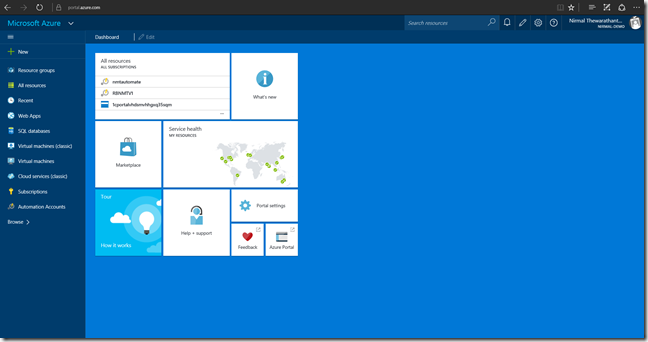 portal.azure.com
Microsoft Azure
Search resources
Nirmal Thewarathant...
NIRMAL-DEMO
Dashboard
Edit
New
Resource groups
All resources
Recent
Web Apps
SQL databases
Virtual machines (classic)
Virtual machines
Cloud services (classic)
Subscriptions
Automation Accounts
Browse
All resources
ALL SUBSCRIPTIONS
nmtautomate
RBNMTV1
What's new
Marketplace
Service health
MY RESOURCES
Tour
How it works
Help + support
Portal settings
Feedback
Azure Portal